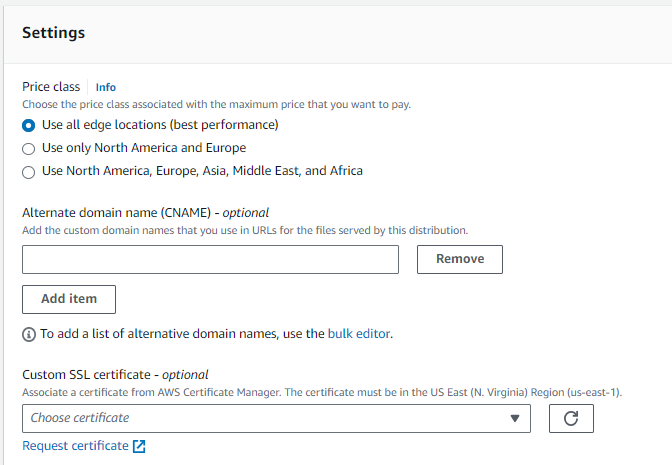 Settings
Price class Info
Choose the price class associated with the maximum price that you want to pay.
Use all edge locations (best performance)
Use only North America and Europe
Use North America, Europe, Asia, Middle East, and Africa
Alternate domain name (CNAME) - optional
Add the custom domain names that you use in URLs for the files served by this distribution.
Remove
Add item
To add a list of alternative domain names, use the bulk editor.
Custom SSL certificate - optional
Associate a certificate from AWS Certificate Manager. The certificate must be in the US East (N. Virginia) Region (us-east-1).
Choose certificate
Request certificate